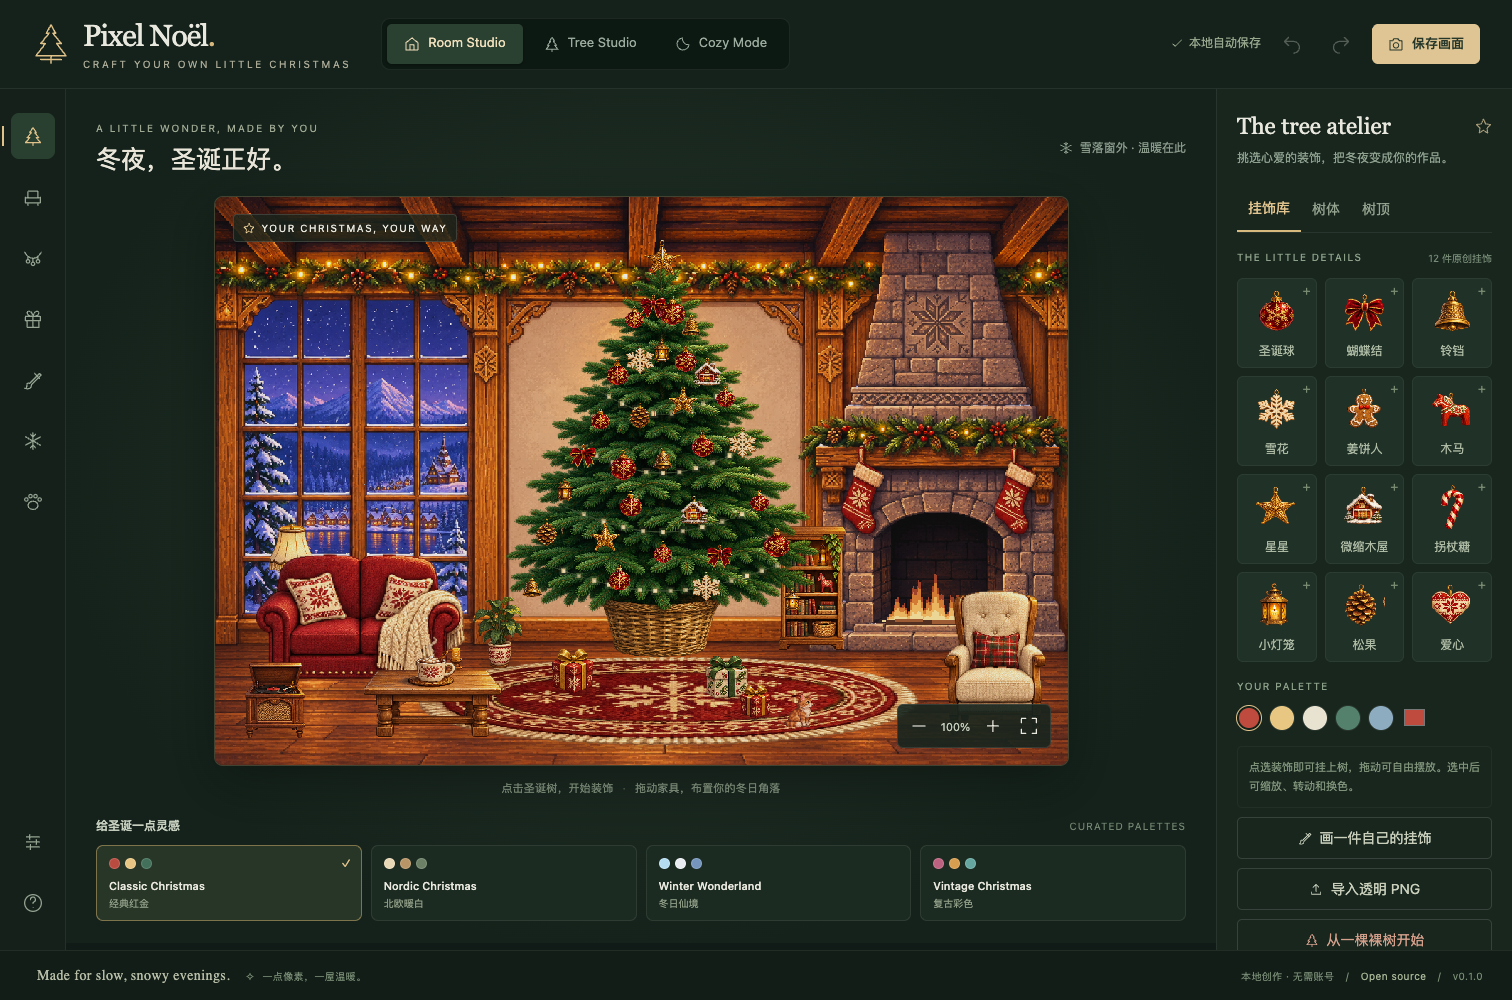 Pixel Noël.
CRAFT YOUR OWN LITTLE CHRISTMAS
Room Studio
Tree Studio
Cozy Mode
本地自动保存
保存画面
A LITTLE WONDER, MADE BY YOU
冬夜，圣诞正好。
雪落窗外 · 温暖在此
YOUR CHRISTMAS, YOUR WAY
100%
点击圣诞树，开始装饰 · 拖动家具，布置你的冬日角落
给圣诞一点灵感
CURATED PALETTES
Classic Christmas
经典红金
Nordic Christmas
北欧暖白
Winter Wonderland
冬日仙境
Vintage Christmas
复古彩色
The tree atelier
挑选心爱的装饰，把冬夜变成你的作品。
挂饰库
树体
树顶
THE LITTLE DETAILS
12 件原创挂饰
圣诞球
蝴蝶结
铃铛
雪花
姜饼人
木马
星星
微缩木屋
拐杖糖
小灯笼
松果
爱心
YOUR PALETTE
点选装饰即可挂上树，拖动可自由摆放。选中后
可缩放、转动和换色。
画一件自己的挂饰
导入透明 PNG
从一棵裸树开始
Made for slow, snowy evenings.
一点像素，一屋温暖。
本地创作 · 无需账号 / Open source / v0.1.0